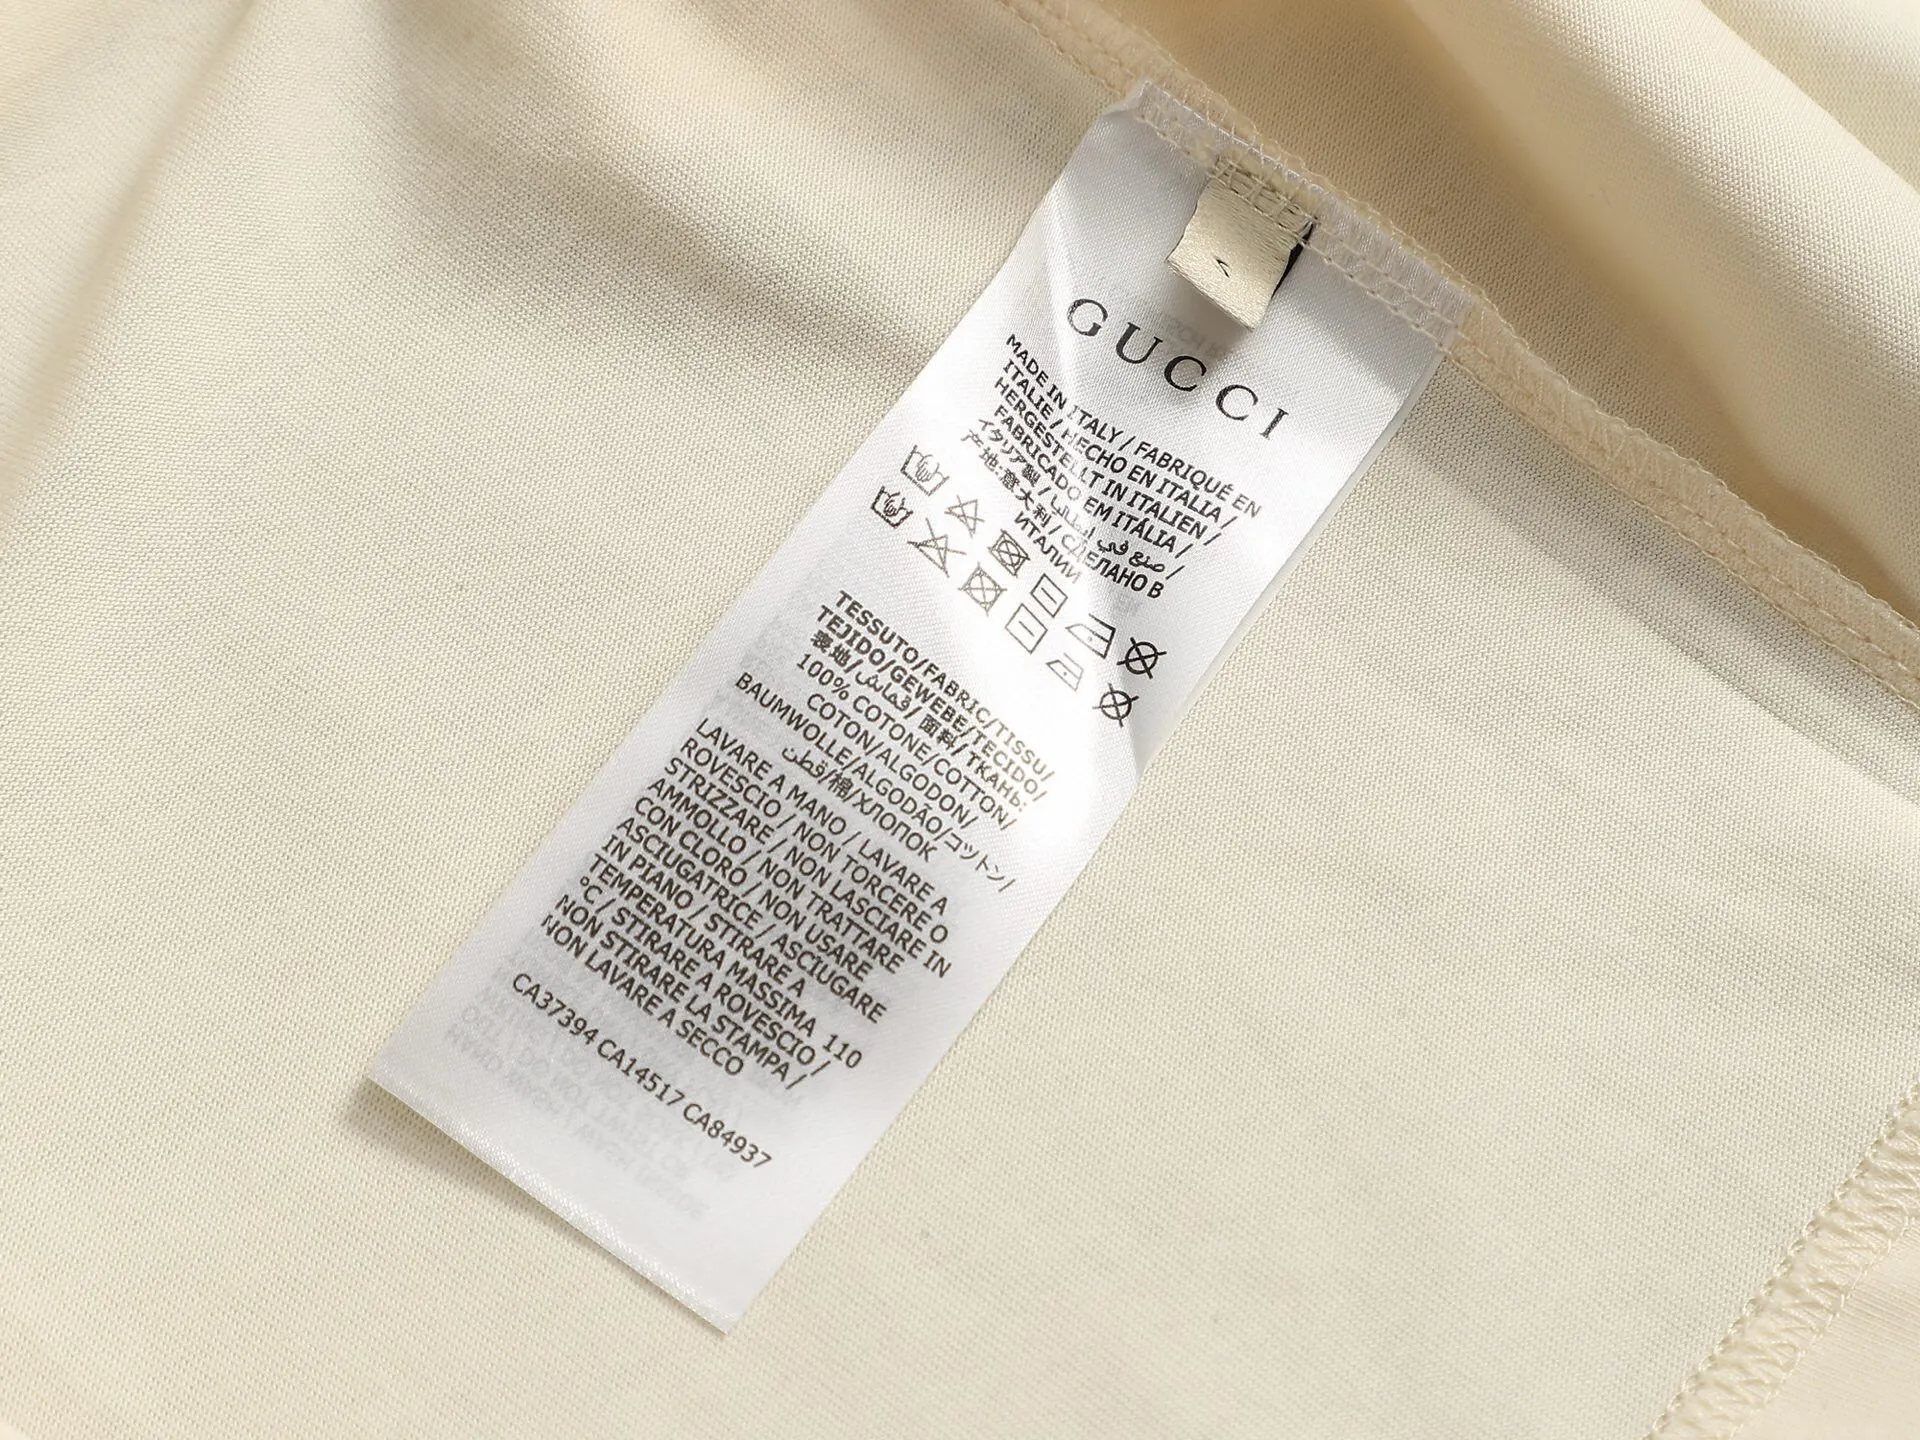 GUCCI
MADE IN ITALY / FABRIQUÉ EN
ITALIE / HECHO EN ITALIA /
HERGESTELLT IN ITALIEN /
FABRICADO EM ITÁLIA /
イタリア製 / صنع في إيطاليا /
产地:意大利 / СДЕЛАНО В
ИТАЛИИ
TESSUTO/FABRIC/TISSU/
TEJIDO/GEWEBE/TECIDO/
表地/قماش/面料/ТКАНЬ:
100% COTONE/COTTON/
COTON/ALGODON/
BAUMWOLLE/ALGODÃO/コットン/
قطن/棉/ХЛОПОК
LAVARE A MANO / LAVARE A
ROVESCIO / NON TORCERE O
STRIZZARE / NON LASCIARE IN
AMMOLLO / NON TRATTARE
CON CLORO / NON USARE
ASCIUGATRICE / ASCIUGARE
IN PIANO / STIRARE A
TEMPERATURA MASSIMA 110
°C / STIRARE A ROVESCIO /
NON STIRARE LA STAMPA /
NON LAVARE A SECCO
CA37394 CA14517 CA84937